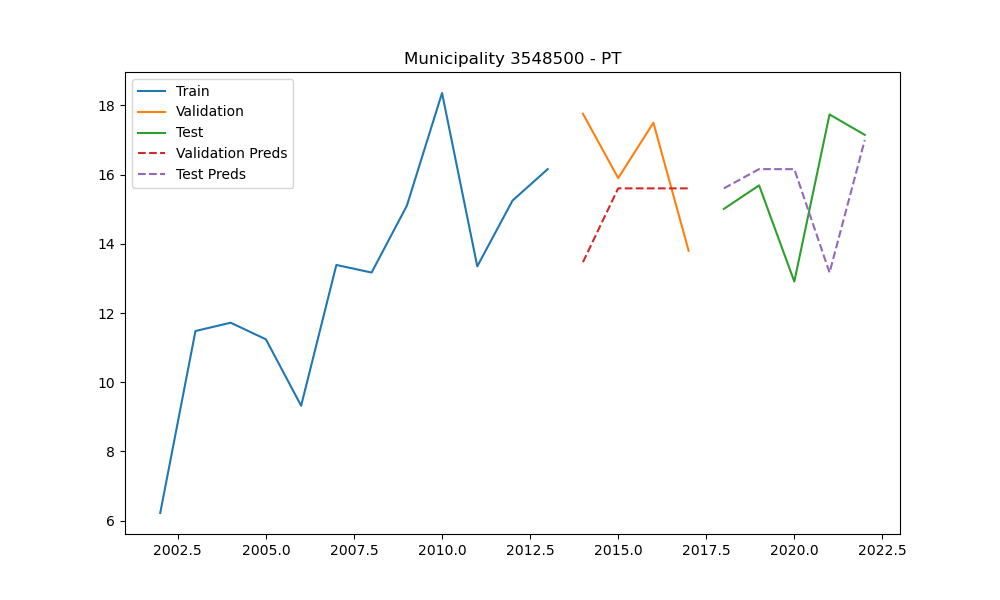 Municipality 3548500 - PT
Train
Validation
Test
Validation Preds
Test Preds
18
16
14
12
10
8
6
2002.5 2005.0 2007.5 2010.0 2012.5 2015.0 2017.5 2020.0 2022.5